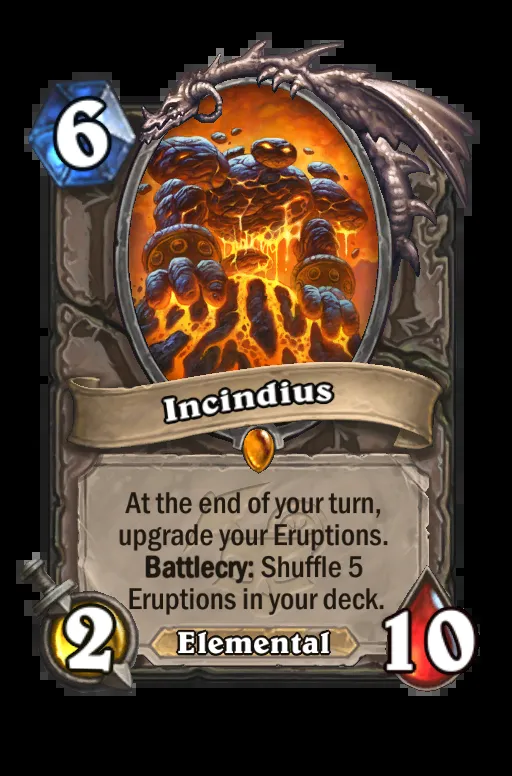 6
Incindius
At the end of your turn,
upgrade your Eruptions.
Battlecry: Shuffle 5
Eruptions in your deck.
2
Elemental
10